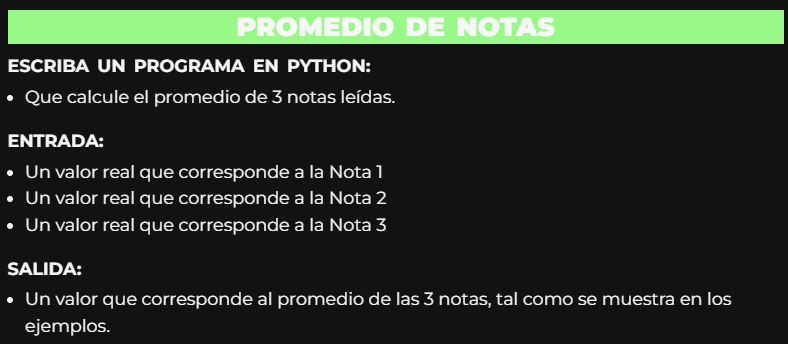 PROMEDIO DE NOTAS
ESCRIBA UN PROGRAMA EN PYTHON:
• Que calcule el promedio de 3 notas leídas.
ENTRADA:
• Un valor real que corresponde a la Nota 1
• Un valor real que corresponde a la Nota 2
• Un valor real que corresponde a la Nota 3
SALIDA:
• Un valor que corresponde al promedio de las 3 notas, tal como se muestra en los
ejemplos.